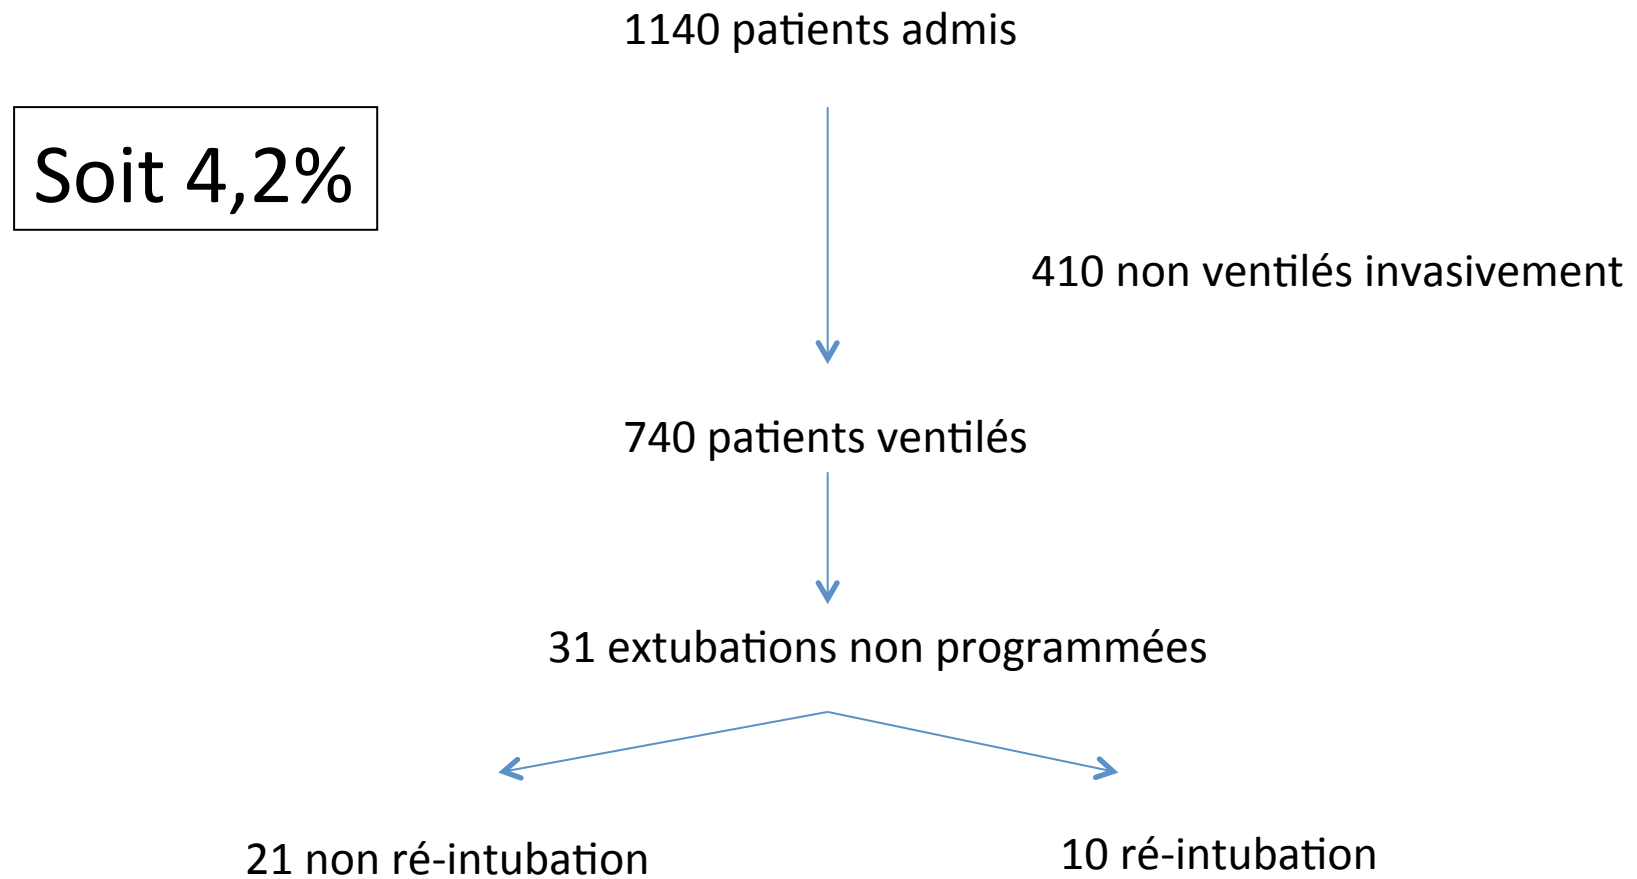 1140 patients admis
Soit 4,2%
410 non ventilés invasivement
740 patients ventilés
31 extubations non programmées
21 non ré-intubation
10 ré-intubation